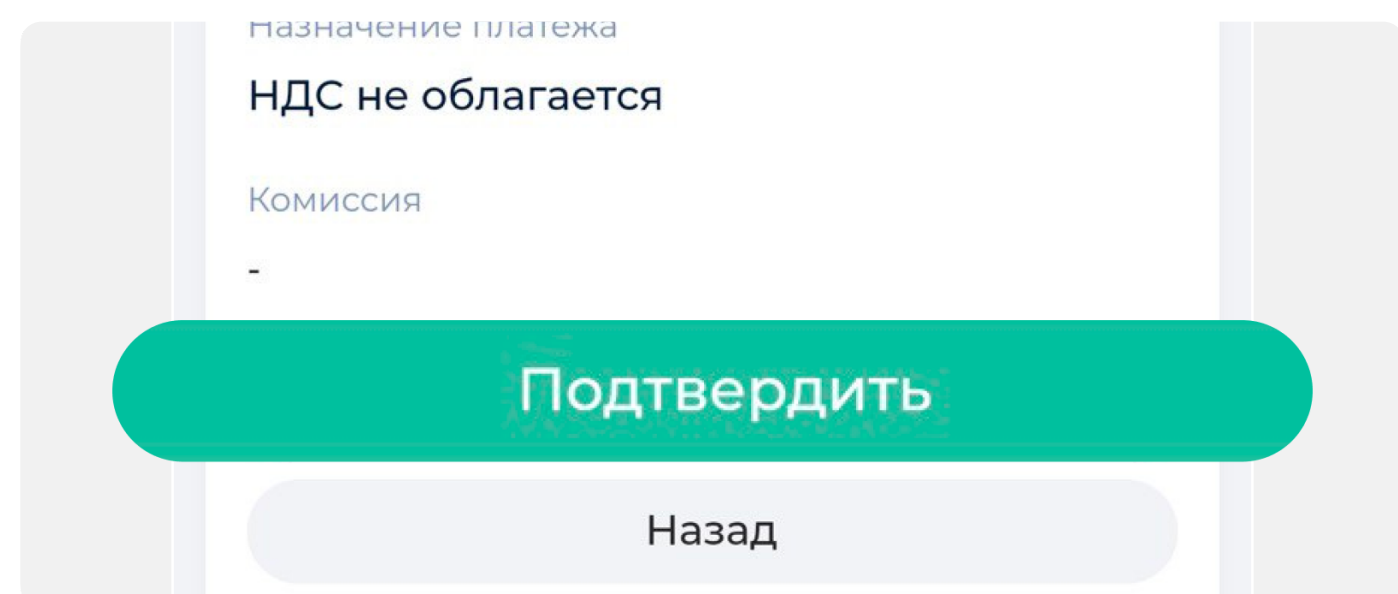 Назначение платежа
НДС не облагается
Комиссия
-
Подтвердить
Назад